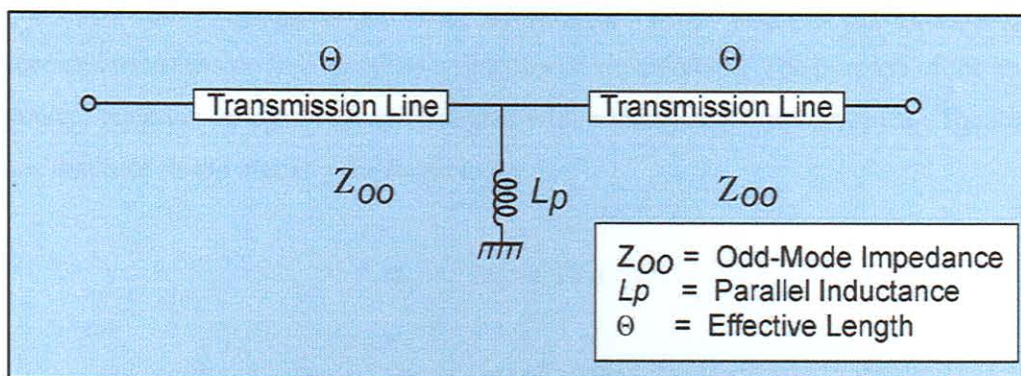 Θ Θ
Transmission Line Transmission Line
Zoo Lp Zoo
Zoo = Odd-Mode Impedance
Lp = Parallel Inductance
Θ = Effective Length